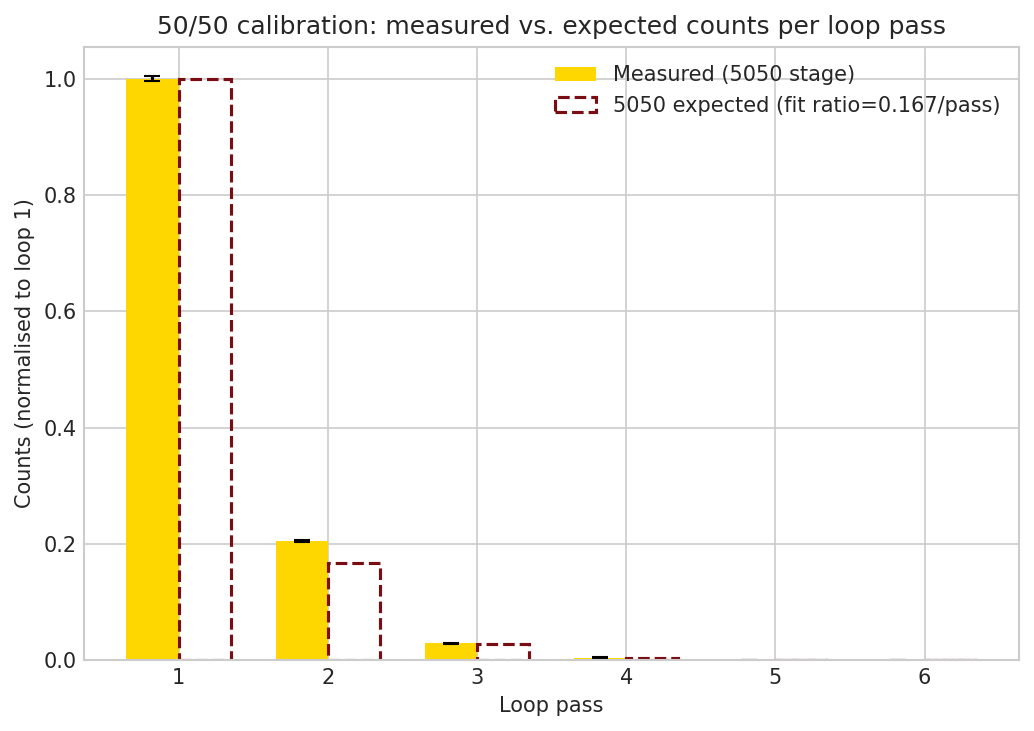 50/50 calibration: measured vs. expected counts per loop pass
Measured (5050 stage)
5050 expected (fit ratio=0.167/pass)
Counts (normalised to loop 1)
1.0
0.8
0.6
0.4
0.2
0.0
1 2 3 4 5 6
Loop pass